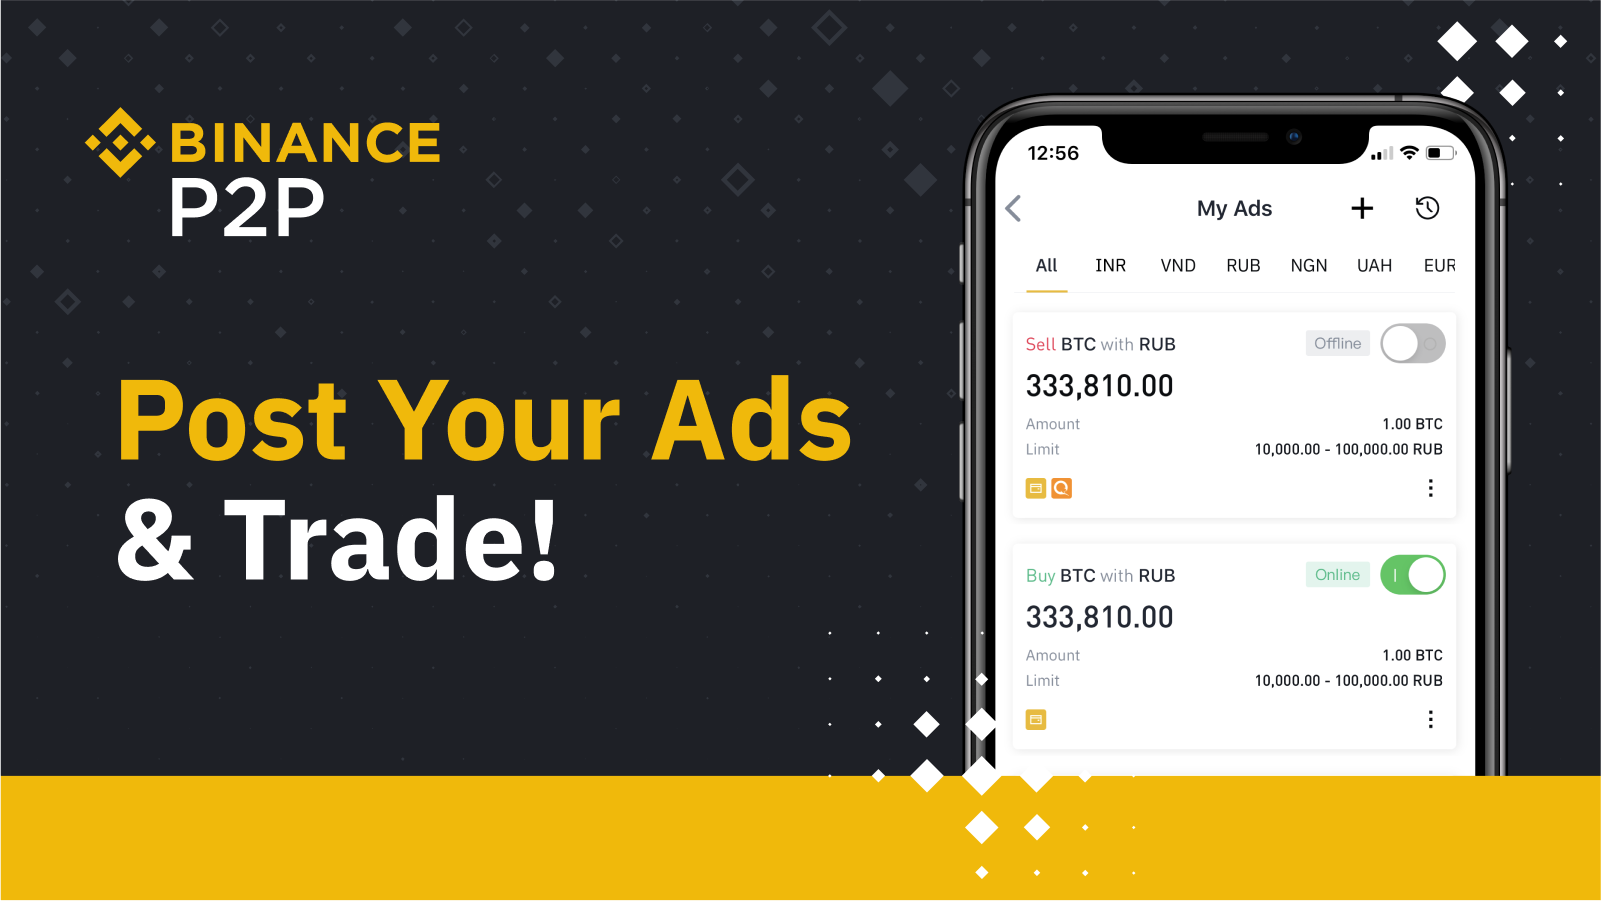 BINANCE
P2P
Post Your Ads
& Trade!
12:56
My Ads
All INR VND RUB NGN UAH EUR
Sell BTC with RUB Offline
333,810.00
Amount 1.00 BTC
Limit 10,000.00 - 100,000.00 RUB
Buy BTC with RUB Online
333,810.00
Amount 1.00 BTC
Limit 10,000.00 - 100,000.00 RUB